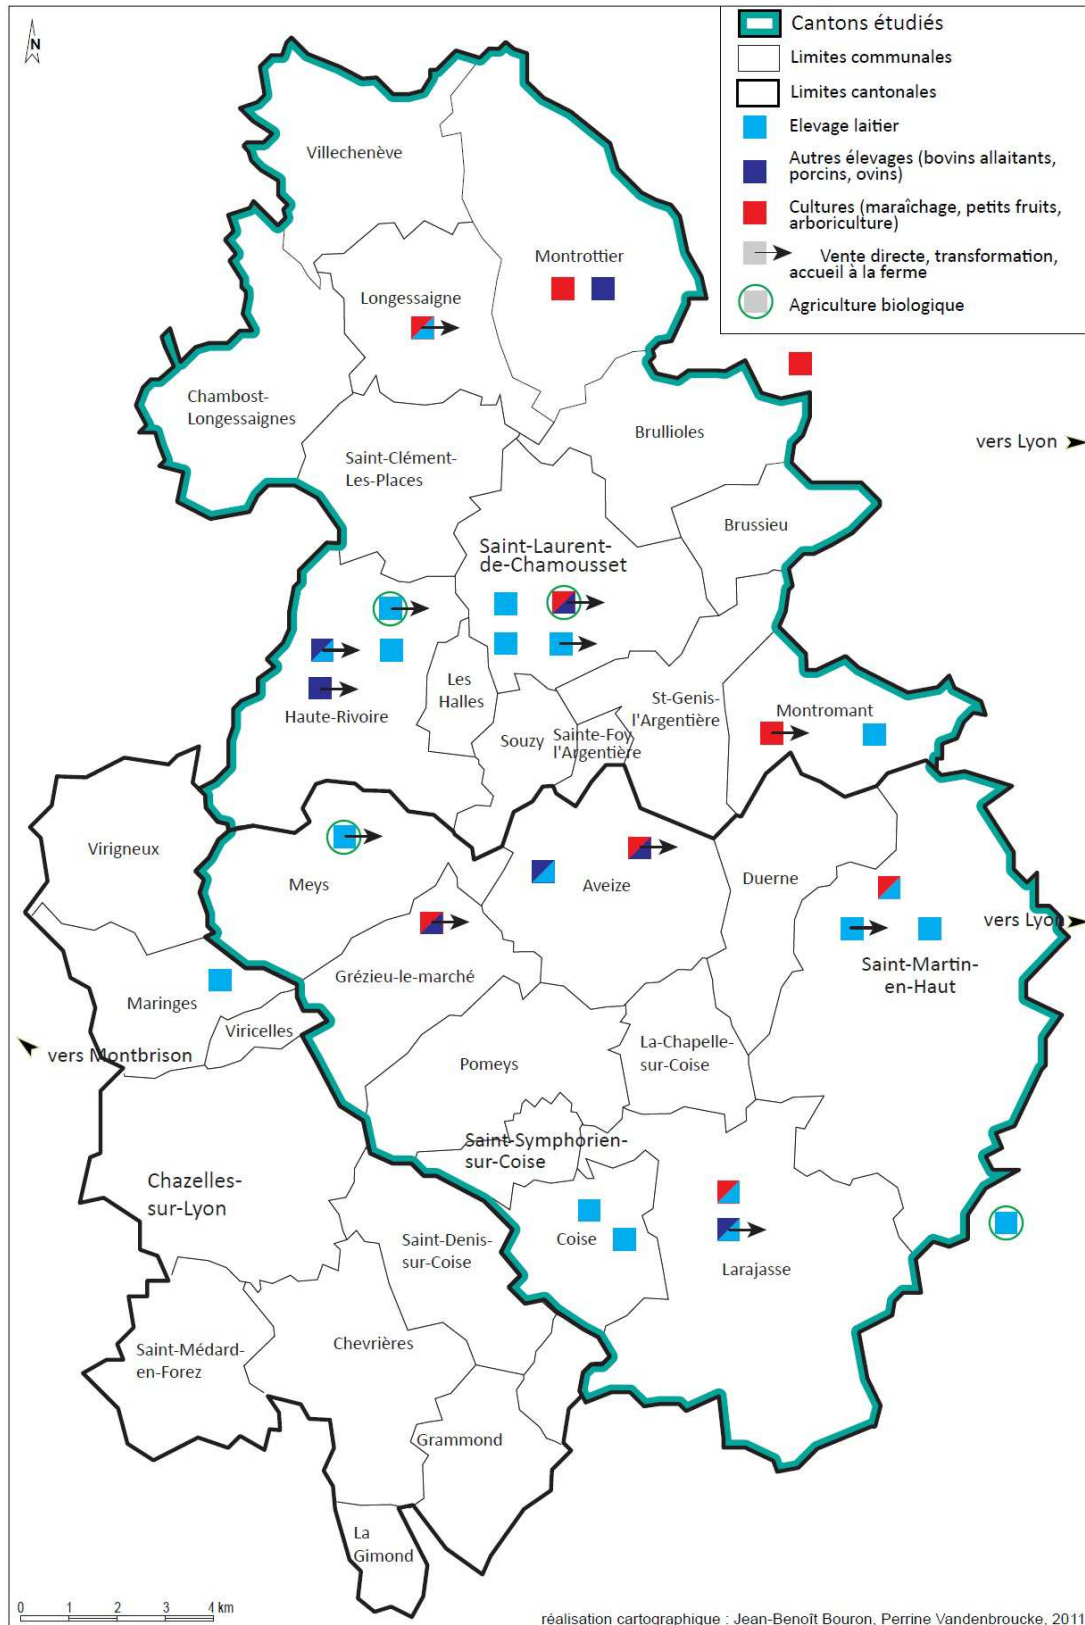 N
Cantons étudiés
Limites communales
Limites cantonales
Elevage laitier
Autres élevages (bovins allaitants,
porcins, ovins)
Cultures (maraîchage, petits fruits,
arboriculture)
Vente directe, transformation,
accueil à la ferme
Agriculture biologique
Villechenève
Montrottier
Longessaigne
Chambost-
Longessaignes
Brullioles
vers Lyon
Saint-Clément-
Les-Places
Brussieu
Saint-Laurent-
de-Chamousset
Les
Halles
St-Genis-
l'Argentière
Montromant
Haute-Rivoire
Souzy
Sainte-Foy
l'Argentière
Virigneux
Meys
Aveize
Duerne
vers Lyon
Saint-Martin-
en-Haut
Grézieu-le-marché
Maringes
Viricelles
vers Montbrison
La-Chapelle-
sur-Coise
Pomeys
Saint-Symphorien-
sur-Coise
Chazelles-
sur-Lyon
Saint-Denis-
sur-Coise
Coise
Larajasse
Saint-Médard-
en-Forez
Chevrières
Grammond
La
Gimond
0 1 2 3 4 km
réalisation cartographique : Jean-Benoît Bouron, Perrine Vandenbroucke, 2011